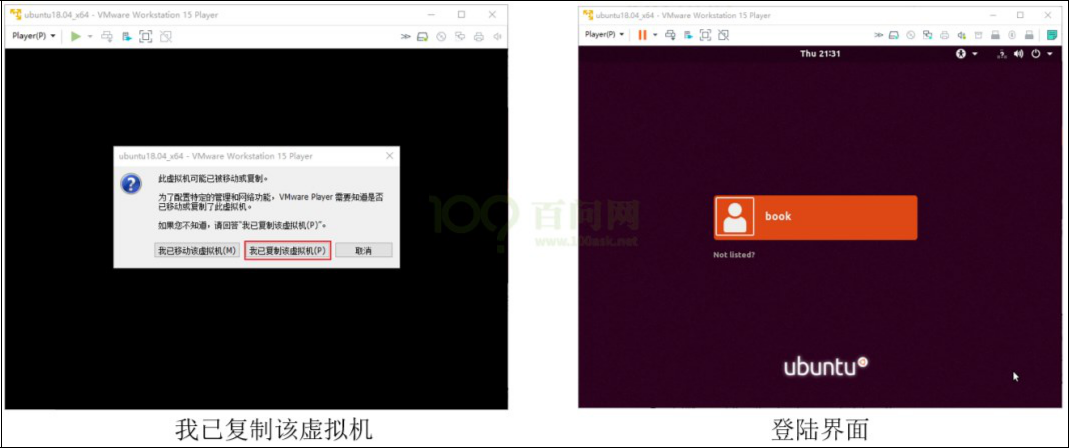 ubuntu18.04_x64 - VMware Workstation 15 Player
Player(P)
ubuntu18.04_x64 - VMware Workstation 15 Player
此虚拟机可能已被移动或复制。
为了配置特定的管理和网络功能，VMware Player 需要知道是否
已移动或复制了此虚拟机。
如果您不知道，请回答“我已复制该虚拟机(P)”。
我已移动该虚拟机(M)
我已复制该虚拟机(P)
取消
我已复制该虚拟机
百问网
www.100ask.net
ubuntu18.04_x64 - VMware Workstation 15 Player
Player(P)
Thu 21:31
book
Not listed?
ubuntu
登陆界面